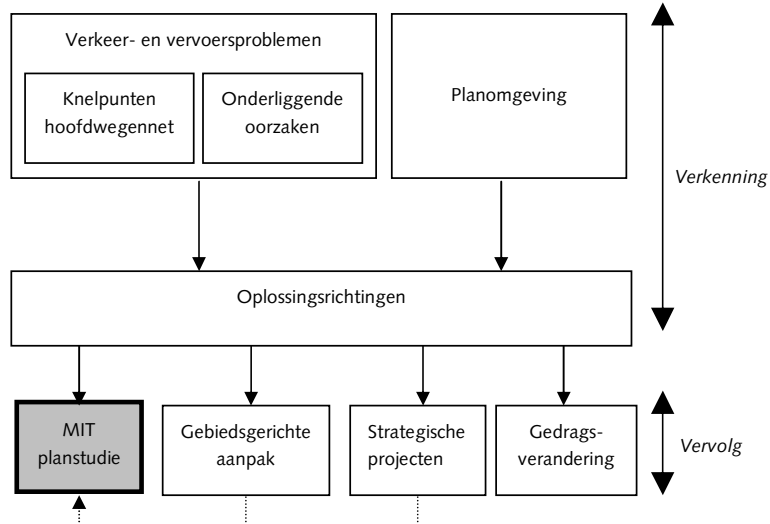 Verkeer- en vervoersproblemen
Knelpunten
hoofdwegennet
Onderliggende
oorzaken
Planomgeving
Verkenning
Oplossingsrichtingen
MIT
planstudie
Gebiedsgerichte
aanpak
Strategische
projecten
Gedrags-
verandering
Vervolg